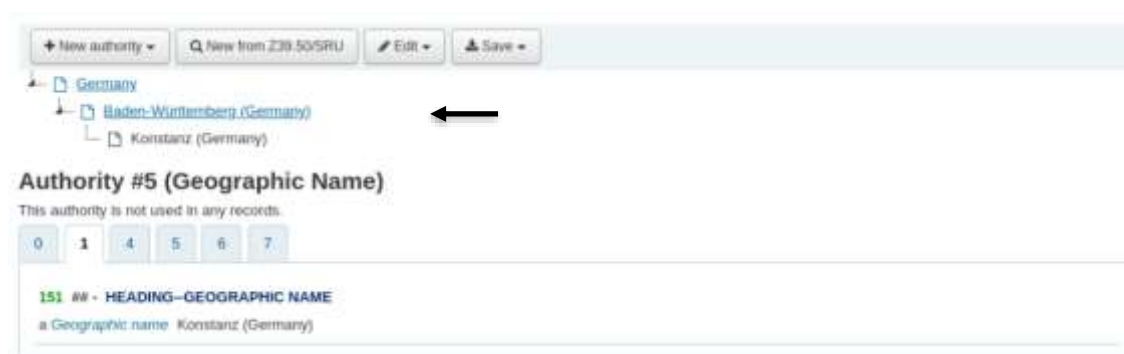 New authority
New from Z39.50/SRU
Edit
Save
Germany
Baden-Württemberg (Germany)
Konstanz (Germany)
Authority #5 (Geographic Name)
This authority is not used in any records.
0 1 4 5 6 7
151 ## - HEADING--GEOGRAPHIC NAME
a Geographic name Konstanz (Germany)